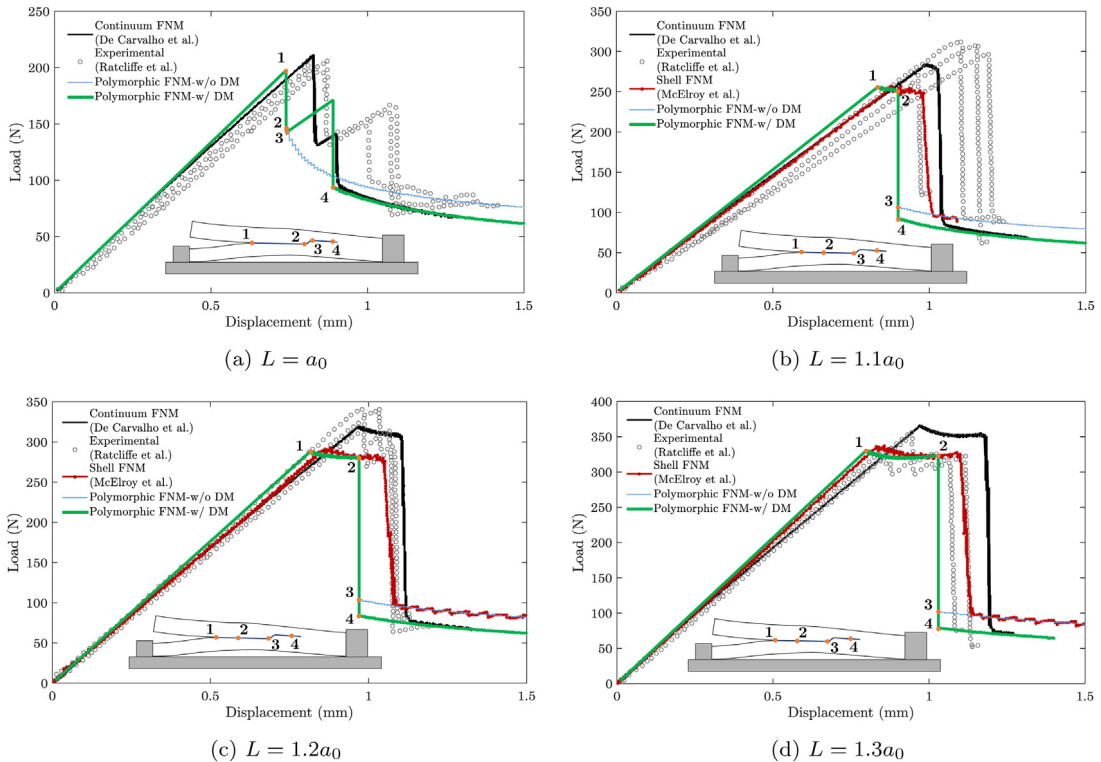 Continuum FNM
(De Carvalho et al.)
Experimental
(Ratcliffe et al.)
Polymorphic FNM-w/o DM
Polymorphic FNM-w/ DM
250
200
150
100
50
0
Load (N)
1
2
3
4
1
2
3
4
0
0.5
1
1.5
Displacement (mm)
(a) L = a₀
Continuum FNM
(De Carvalho et al.)
Experimental
(Ratcliffe et al.)
Shell FNM
(McElroy et al.)
Polymorphic FNM-w/o DM
Polymorphic FNM-w/ DM
350
300
250
200
150
100
50
0
Load (N)
1
2
3
4
1
2
3
4
0
0.5
1
1.5
Displacement (mm)
(b) L = 1.1a₀
Continuum FNM
(De Carvalho et al.)
Experimental
(Ratcliffe et al.)
Shell FNM
(McElroy et al.)
Polymorphic FNM-w/o DM
Polymorphic FNM-w/ DM
350
300
250
200
150
100
50
0
Load (N)
1
2
3
4
1
2
3
4
0
0.5
1
1.5
Displacement (mm)
(c) L = 1.2a₀
Continuum FNM
(De Carvalho et al.)
Experimental
(Ratcliffe et al.)
Shell FNM
(McElroy et al.)
Polymorphic FNM-w/o DM
Polymorphic FNM-w/ DM
400
350
300
250
200
150
100
50
0
Load (N)
1
2
3
4
1
2
3
4
0
0.5
1
1.5
Displacement (mm)
(d) L = 1.3a₀